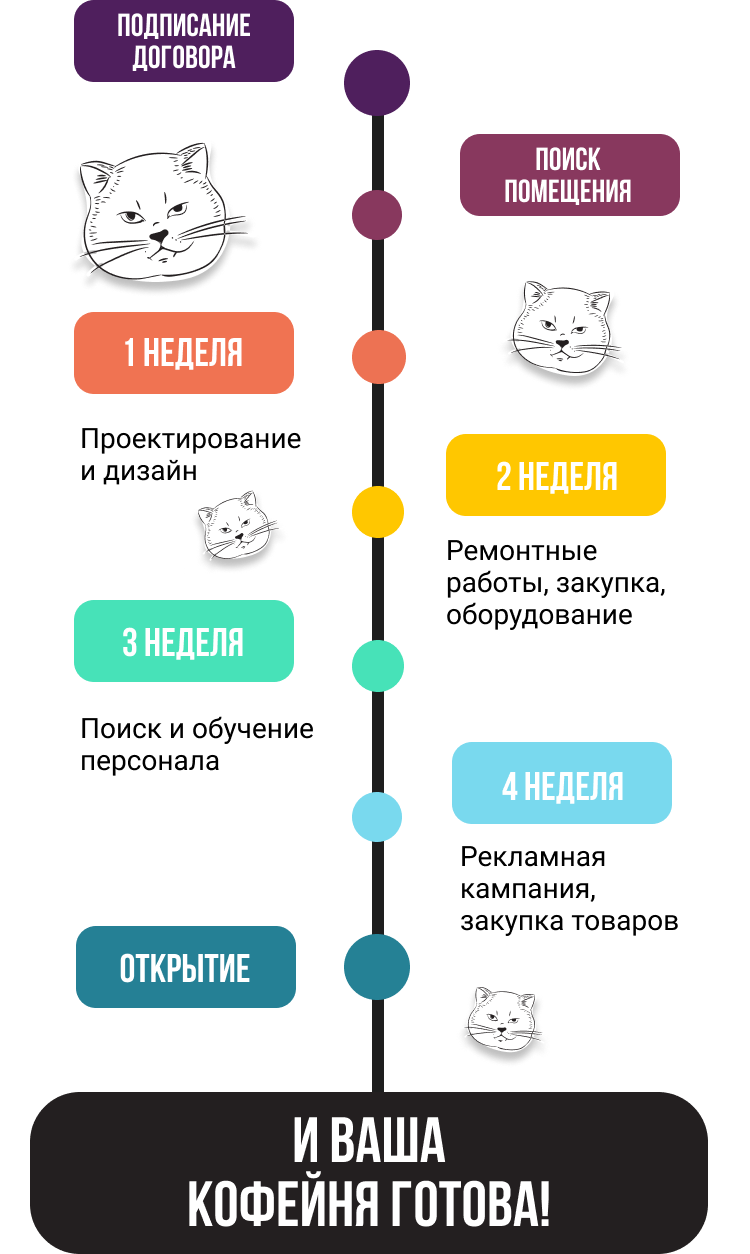 ПОДПИСАНИЕ
ДОГОВОРА
ПОИСК
ПОМЕЩЕНИЯ
1 НЕДЕЛЯ
Проектирование
и дизайн
2 НЕДЕЛЯ
Ремонтные
работы, закупка,
оборудование
3 НЕДЕЛЯ
Поиск и обучение
персонала
4 НЕДЕЛЯ
Рекламная
кампания,
закупка товаров
ОТКРЫТИЕ
И ВАША
КОФЕЙНЯ ГОТОВА!